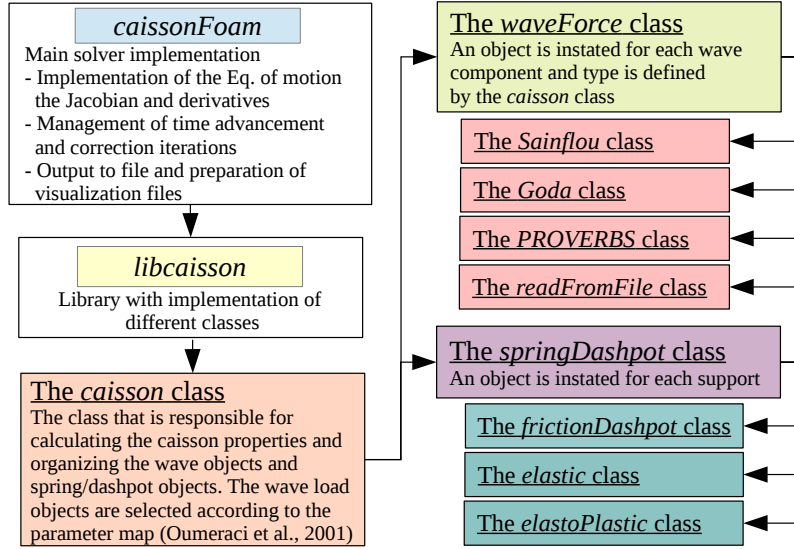 caissonFoam
Main solver implementation
- Implementation of the Eq. of motion
the Jacobian and derivatives
- Management of time advancement
and correction iterations
- Output to file and preparation of
visualization files
libcaisson
Library with implementation of
different classes
The caisson class
The class that is responsible for
calculating the caisson properties and
organizing the wave objects and
spring/dashpot objects. The wave load
objects are selected according to the
parameter map (Oumeraci et al., 2001)
The waveForce class
An object is instated for each wave
component and type is defined
by the caisson class
The Sainflou class
The Goda class
The PROVERBS class
The readFromFile class
The springDashpot class
An object is instated for each support
The frictionDashpot class
The elastic class
The elastoPlastic class